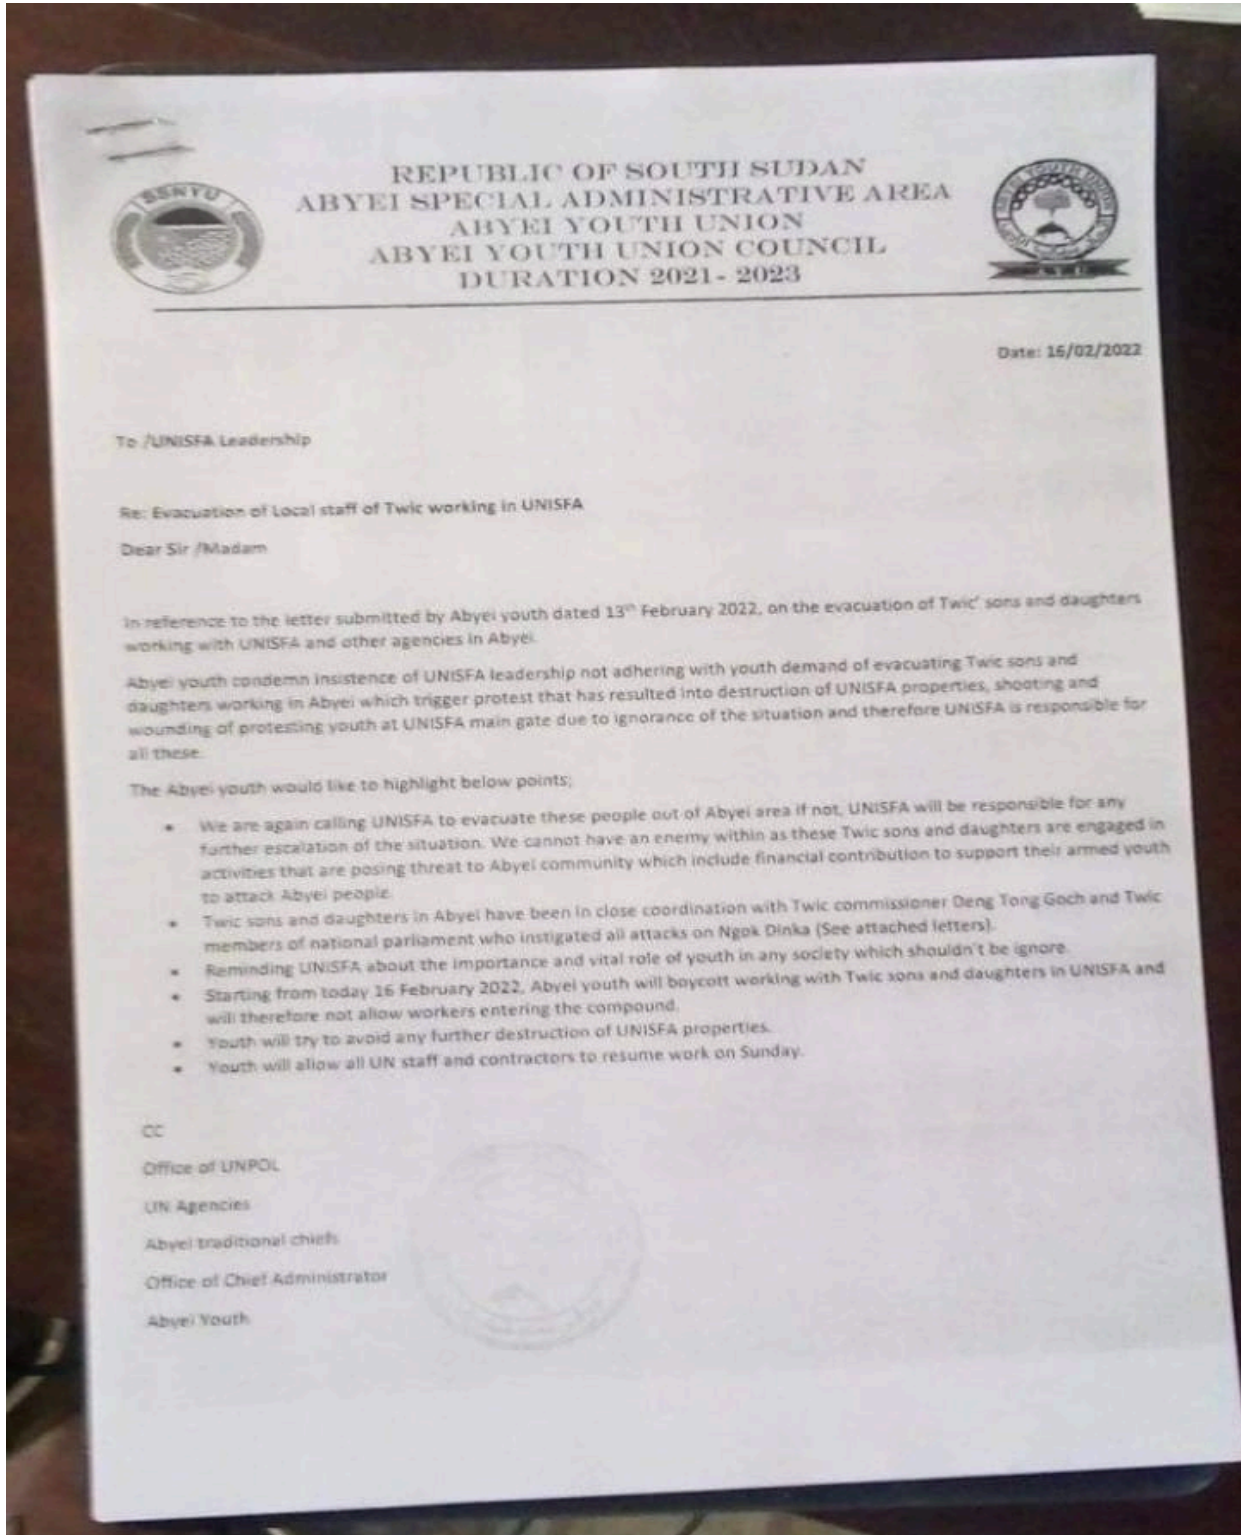 SSNYU
REPUBLIC OF SOUTH SUDAN
ABYEI SPECIAL ADMINISTRATIVE AREA
ABYEI YOUTH UNION
ABYEI YOUTH UNION COUNCIL
DURATION 2021- 2023
A.Y.U
Date: 16/02/2022
To /UNISFA Leadership
Re: Evacuation of Local staff of Twic working in UNISFA
Dear Sir /Madam
In reference to the letter submitted by Abyei youth dated 13th February 2022, on the evacuation of Twic' sons and daughters
working with UNISFA and other agencies in Abyei.
Abyei youth condemn insistence of UNISFA leadership not adhering with youth demand of evacuating Twic sons and
daughters working in Abyei which trigger protest that has resulted into destruction of UNISFA properties, shooting and
wounding of protesting youth at UNISFA main gate due to ignorance of the situation and therefore UNISFA is responsible for
all these.
The Abyei youth would like to highlight below points;
• We are again calling UNISFA to evacuate these people out of Abyei area if not, UNISFA will be responsible for any
further escalation of the situation. We cannot have an enemy within as these Twic sons and daughters are engaged in
activities that are posing threat to Abyei community which include financial contribution to support their armed youth
to attack Abyei people.
• Twic sons and daughters in Abyei have been in close coordination with Twic commissioner Deng Tong Goch and Twic
members of national parliament who instigated all attacks on Ngok Dinka (See attached letters).
• Reminding UNISFA about the importance and vital role of youth in any society which shouldn't be ignore.
• Starting from today 16 February 2022, Abyei youth will boycott working with Twic sons and daughters in UNISFA and
will therefore not allow workers entering the compound.
• Youth will try to avoid any further destruction of UNISFA properties.
• Youth will allow all UN staff and contractors to resume work on Sunday.
CC
Office of UNPOL
UN Agencies
Abyei traditional chiefs
Office of Chief Administrator
Abyei Youth